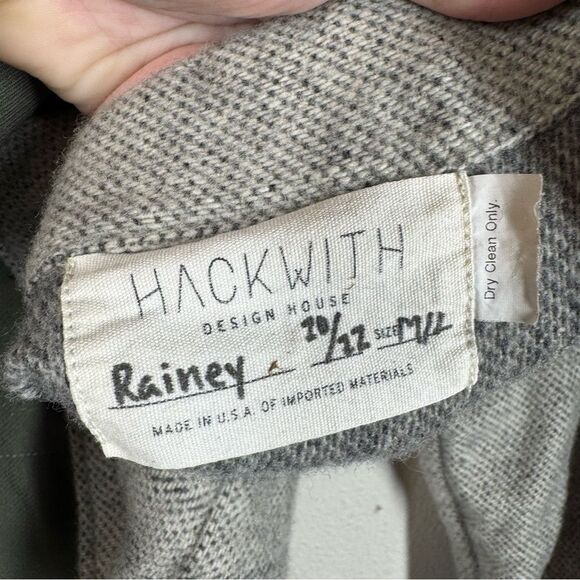 HACKWITH
DESIGN HOUSE
Rainey 20/22 SIZE M/L
MADE IN U.S.A. OF IMPORTED MATERIALS
Dry Clean Only.